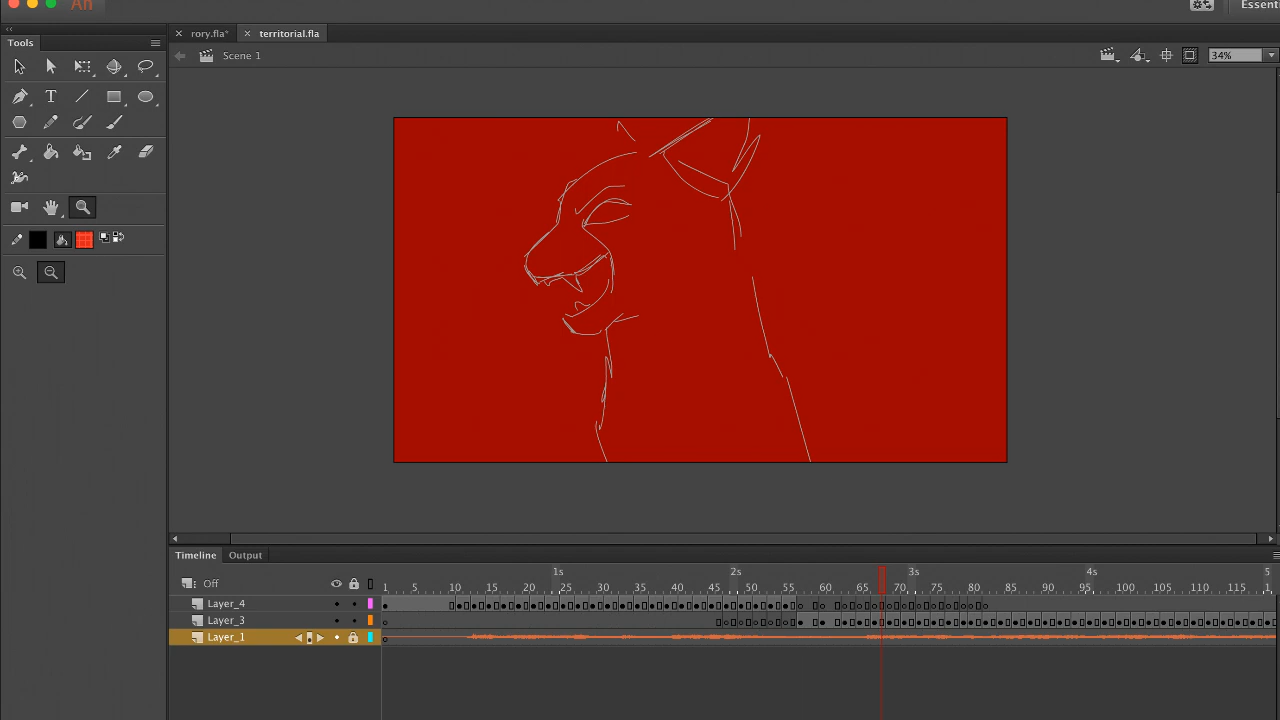 An
Essenti
Tools
rory.fla*
territorial.fla
Scene 1
34%
T
Timeline
Output
1s
2s
3s
4s
5
Off
1
5
10
15
20
25
30
35
40
45
50
55
60
65
70
75
80
85
90
95
100
105
110
115
Layer_4
Layer_3
Layer_1